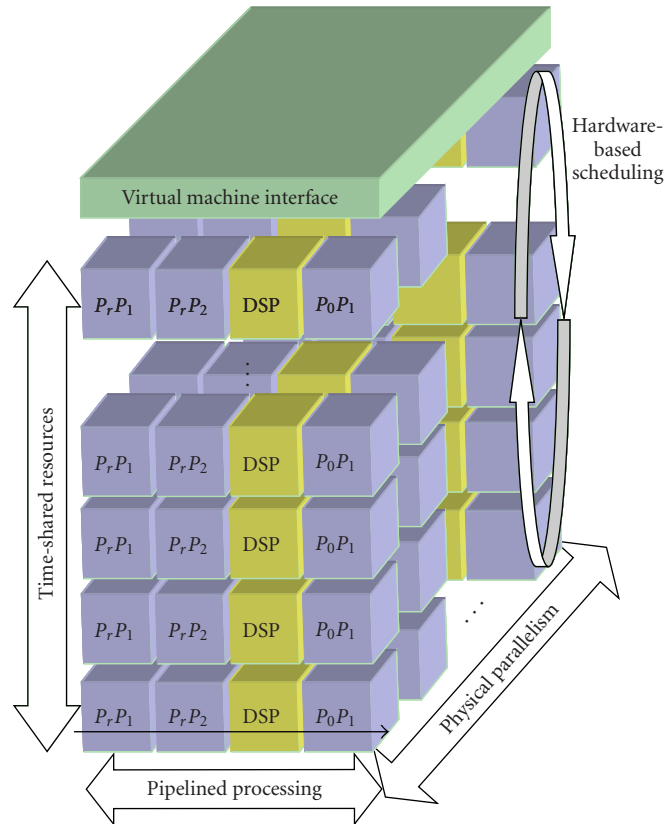 Hardware-
based
scheduling
Virtual machine interface
PrP1 PrP2 DSP P0P1
⋮
PrP1 PrP2 DSP P0P1
PrP1 PrP2 DSP P0P1
PrP1 PrP2 DSP P0P1
PrP1 PrP2 DSP P0P1
Time-shared resources
...
Physical parallelism
Pipelined processing